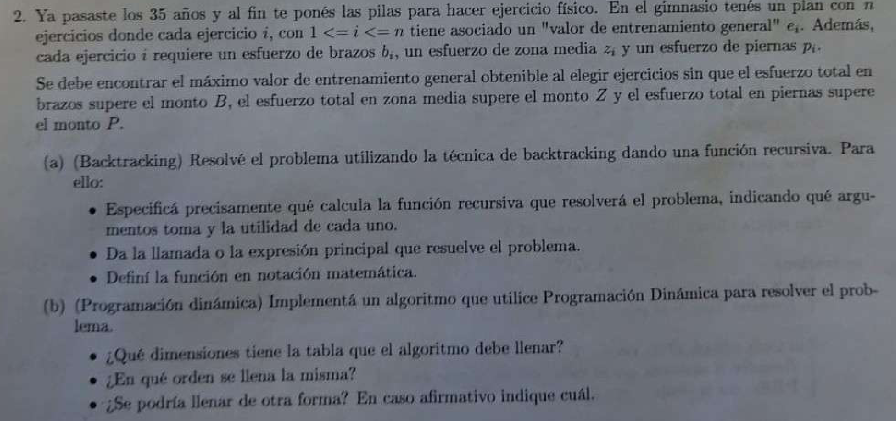 2. Ya pasaste los 35 años y al fin te ponés las pilas para hacer ejercicio físico. En el gimnasio tenés un plan con n
ejercicios donde cada ejercicio i, con 1 <= i <= n tiene asociado un "valor de entrenamiento general" eᵢ. Además,
cada ejercicio i requiere un esfuerzo de brazos bᵢ, un esfuerzo de zona media zᵢ y un esfuerzo de piernas pᵢ.
Se debe encontrar el máximo valor de entrenamiento general obtenible al elegir ejercicios sin que el esfuerzo total en
brazos supere el monto B, el esfuerzo total en zona media supere el monto Z y el esfuerzo total en piernas supere
el monto P.
(a) (Backtracking) Resolvé el problema utilizando la técnica de backtracking dando una función recursiva. Para
ello:
• Especificá precisamente qué calcula la función recursiva que resolverá el problema, indicando qué argu-
mentos toma y la utilidad de cada uno.
• Da la llamada o la expresión principal que resuelve el problema.
• Definí la función en notación matemática.
(b) (Programación dinámica) Implementá un algoritmo que utilice Programación Dinámica para resolver el prob-
lema.
• ¿Qué dimensiones tiene la tabla que el algoritmo debe llenar?
• ¿En qué orden se llena la misma?
• ¿Se podría llenar de otra forma? En caso afirmativo indique cuál.